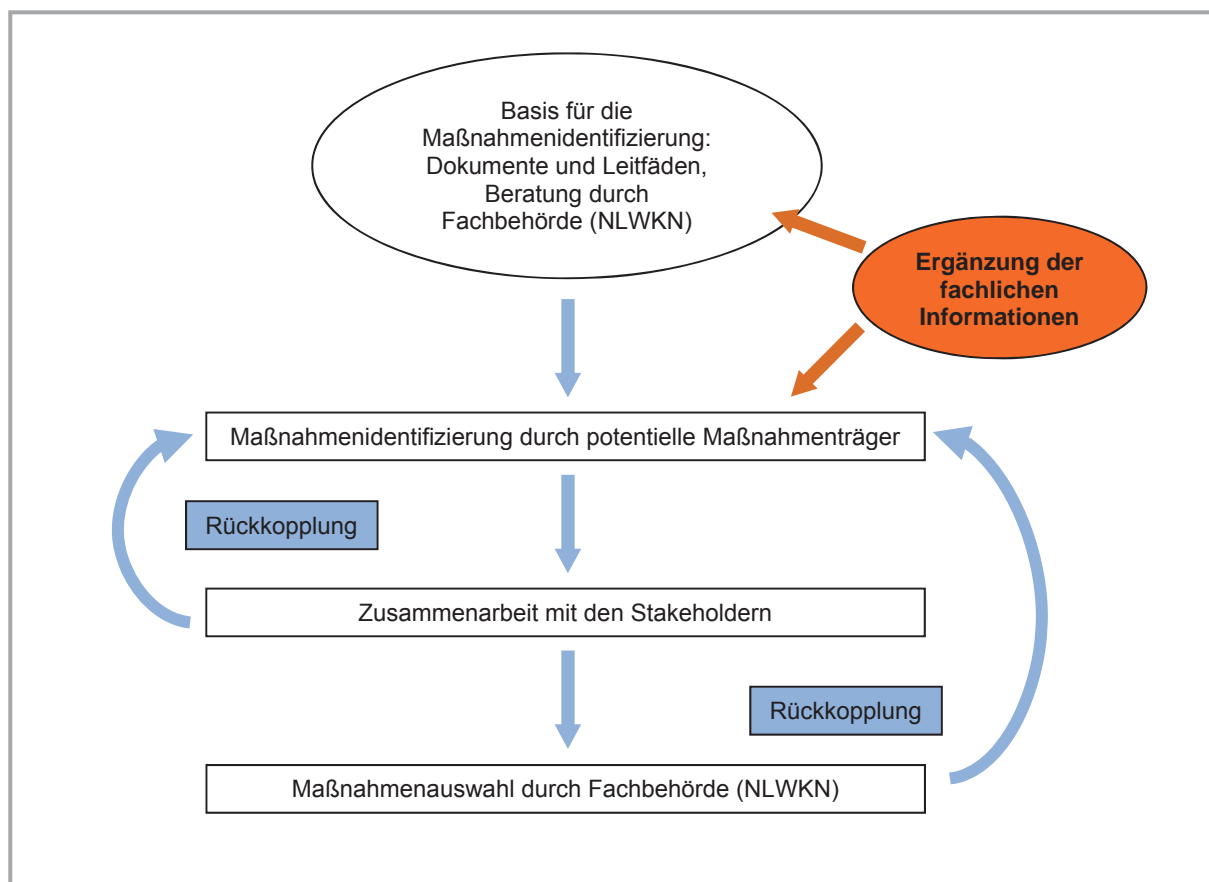 Basis für die
Maßnahmenidentifizierung:
Dokumente und Leitfäden,
Beratung durch
Fachbehörde (NLWKN)
Ergänzung der
fachlichen
Informationen
Maßnahmenidentifizierung durch potentielle Maßnahmenträger
Rückkopplung
Zusammenarbeit mit den Stakeholdern
Rückkopplung
Maßnahmenauswahl durch Fachbehörde (NLWKN)